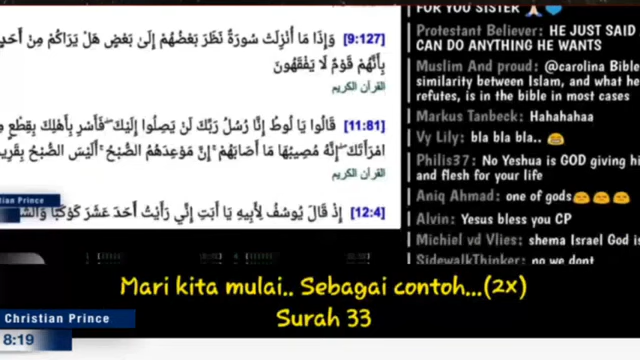 [9:127] وَإِذَا مَا أُنْزِلَتْ سُورَةٌ نَظَرَ بَعْضُهُمْ إِلَىٰ بَعْضٍ هَلْ يَرَاكُمْ مِنْ أَحَدٍ
بِأَنَّهُمْ قَوْمٌ لَا يَفْقَهُونَ
القرآن الكريم
[11:81] قَالُوا يَا لُوطُ إِنَّا رُسُلُ رَبِّكَ لَنْ يَصِلُوا إِلَيْكَ ۖ فَأَسْرِ بِأَهْلِكَ بِقِطْعٍ
امْرَأَتَكَ ۖ إِنَّهُ مُصِيبُهَا مَا أَصَابَهُمْ ۚ إِنَّ مَوْعِدَهُمُ الصُّبْحُ ۚ أَلَيْسَ الصُّبْحُ
القرآن الكريم
[12:4] إِذْ قَالَ يُوسُفُ لِأَبِيهِ يَا أَبَتِ إِنِّي رَأَيْتُ أَحَدَ عَشَرَ كَوْكَبًا
FOR YOU SISTER 🙏🏻💙
Protestant Believer: HE JUST SAID
CAN DO ANYTHING HE WANTS
Muslim And proud: @carolina Bible
similarity between Islam, and what he
refutes, is in the bible in most cases
Markus Tanbeck: Hahahahaa
Vy Lily: bla bla bla.. 😂
Philis37: No Yeshua is GOD giving hi
and flesh for your life
Aniq Ahmad: one of gods😄😄😄
Alvin: Yesus bless you CP
Michiel vd Vlies: shema Israel God is
SidewalkThinker: no we dont
stian Prince
Mari kita mulai.. Sebagai contoh...(2x)
Surah 33
Christian Prince
8:19